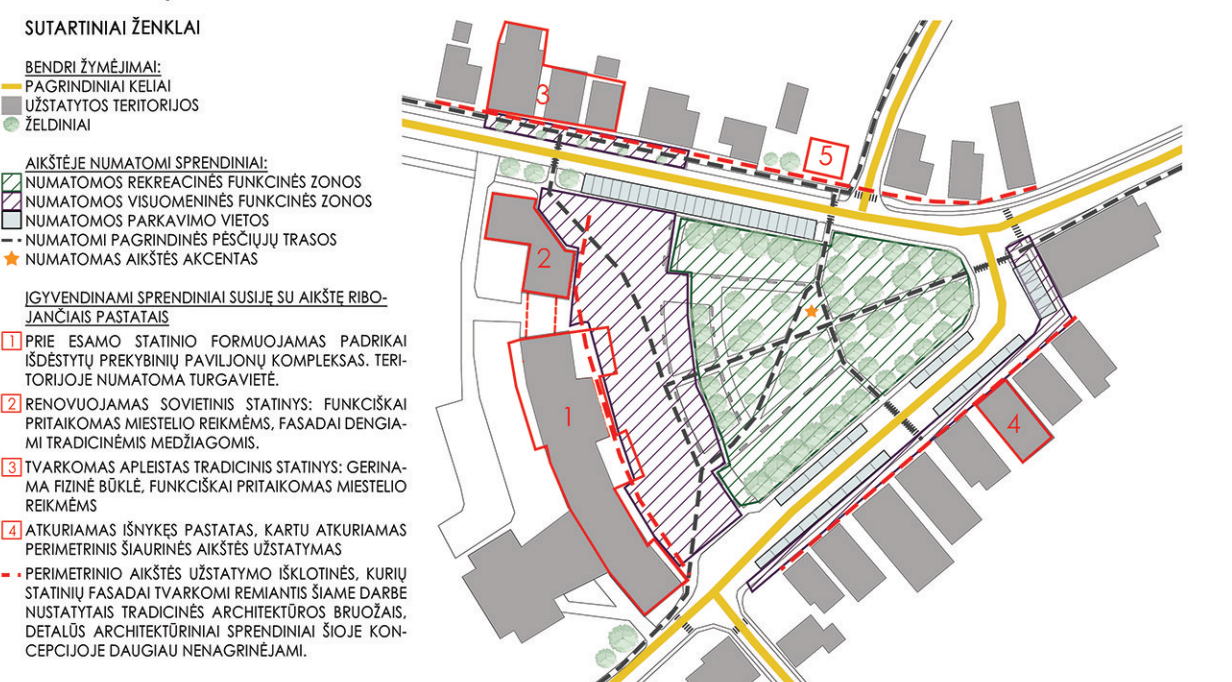 SUTARTINIAI ŽENKLAI
BENDRI ŽYMĖJIMAI:
PAGRINDINIAI KELIAI
UŽSTATYTOS TERITORIJOS
ŽELDINIAI
AIKŠTĖJE NUMATOMI SPRENDINIAI:
NUMATOMOS REKREACINĖS FUNKCINĖS ZONOS
NUMATOMOS VISUOMENINĖS FUNKCINĖS ZONOS
NUMATOMOS PARKAVIMO VIETOS
NUMATOMI PAGRINDINĖS PĖSČIŲJŲ TRASOS
NUMATOMAS AIKŠTĖS AKCENTAS
ĮGYVENDINAMI SPRENDINIAI SUSIJĘ SU AIKŠTĘ RIBO-
JANČIAIS PASTATAIS
1 PRIE ESAMO STATINIO FORMUOJAMAS PADRIKAI
IŠDĖSTYTŲ PREKYBINIŲ PAVILJONŲ KOMPLEKSAS. TERI-
TORIJOJE NUMATOMA TURGAVIETĖ.
2 RENOVUOJAMAS SOVIETINIS STATINYS: FUNKCIŠKAI
PRITAIKOMAS MIESTELIO REIKMĖMS, FASADAI DENGIA-
MI TRADICINĖMIS MEDŽIAGOMIS.
3 TVARKOMAS APLEISTAS TRADICINIS STATINYS: GERINA-
MA FIZINĖ BŪKLĖ, FUNKCIŠKAI PRITAIKOMAS MIESTELIO
REIKMĖMS
4 ATKURIAMAS IŠNYKĘS PASTATAS, KARTU ATKURIAMAS
PERIMETRINIS ŠIAURINĖS AIKŠTĖS UŽSTATYMAS
PERIMETRINIO AIKŠTĖS UŽSTATYMO IŠKLOTINĖS, KURIŲ
STATINIŲ FASADAI TVARKOMI REMIANTIS ŠIAME DARBE
NUSTATYTAIS TRADICINĖS ARCHITEKTŪROS BRUOŽAIS,
DETALŪS ARCHITEKTŪRINIAI SPRENDINIAI ŠIOJE KON-
CEPCIJOJE DAUGIAU NENAGRINĖJAMI.
3
5
2
1
4